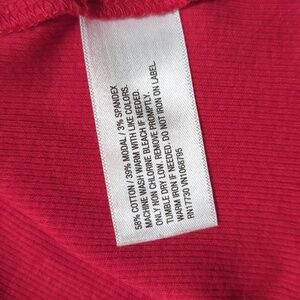 58% COTTON / 39% MODAL / 3% SPANDEX
MACHINE WASH WARM WITH LIKE COLORS.
ONLY NON CHLORINE BLEACH IF NEEDED.
TUMBLE DRY LOW. REMOVE PROMPTLY.
WARM IRON IF NEEDED. DO NOT IRON ON LABEL.
RN17730 VN1068795